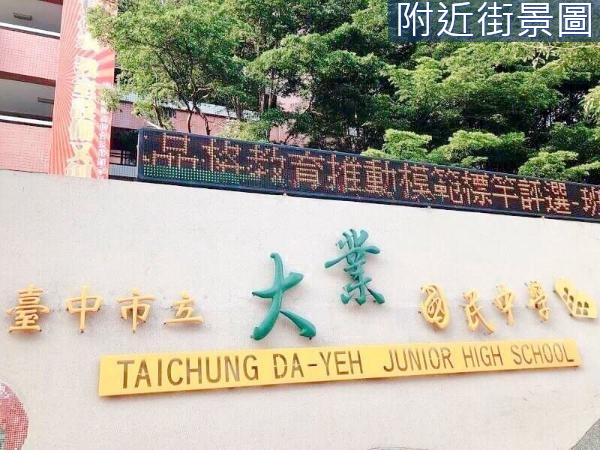 附近街景圖
品格教育推動模範標竿評選-班
臺中市立 大業 國民中學
TAICHUNG DA-YEH JUNIOR HIGH SCHOOL